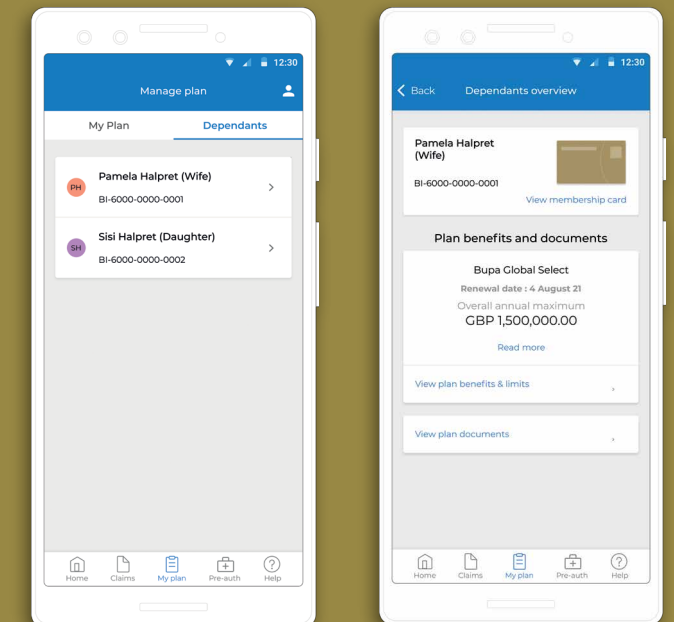 12:30
Manage plan
My Plan
Dependants
PH
Pamela Halpret (Wife)
BI-6000-0000-0001
SH
Sisi Halpret (Daughter)
BI-6000-0000-0002
Home
Claims
My plan
Pre-auth
Help
12:30
Back
Dependants overview
Pamela Halpret
(Wife)
BI-6000-0000-0001
View membership card
Plan benefits and documents
Bupa Global Select
Renewal date : 4 August 21
Overall annual maximum
GBP 1,500,000.00
Read more
View plan benefits & limits
View plan documents
Home
Claims
My plan
Pre-auth
Help